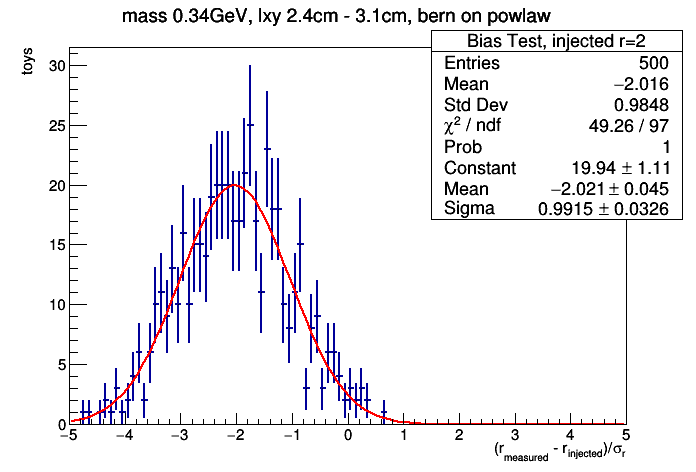 mass 0.34GeV, lxy 2.4cm - 3.1cm, bern on powlaw
toys
Bias Test, injected r=2
Entries 500
Mean −2.016
Std Dev 0.9848
χ² / ndf 49.26 / 97
Prob 1
Constant 19.94 ± 1.11
Mean −2.021 ± 0.045
Sigma 0.9915 ± 0.0326
30
25
20
15
10
5
0
−5 −4 −3 −2 −1 0 1 2 3 4 5
(r_measured - r_injected)/σ_r